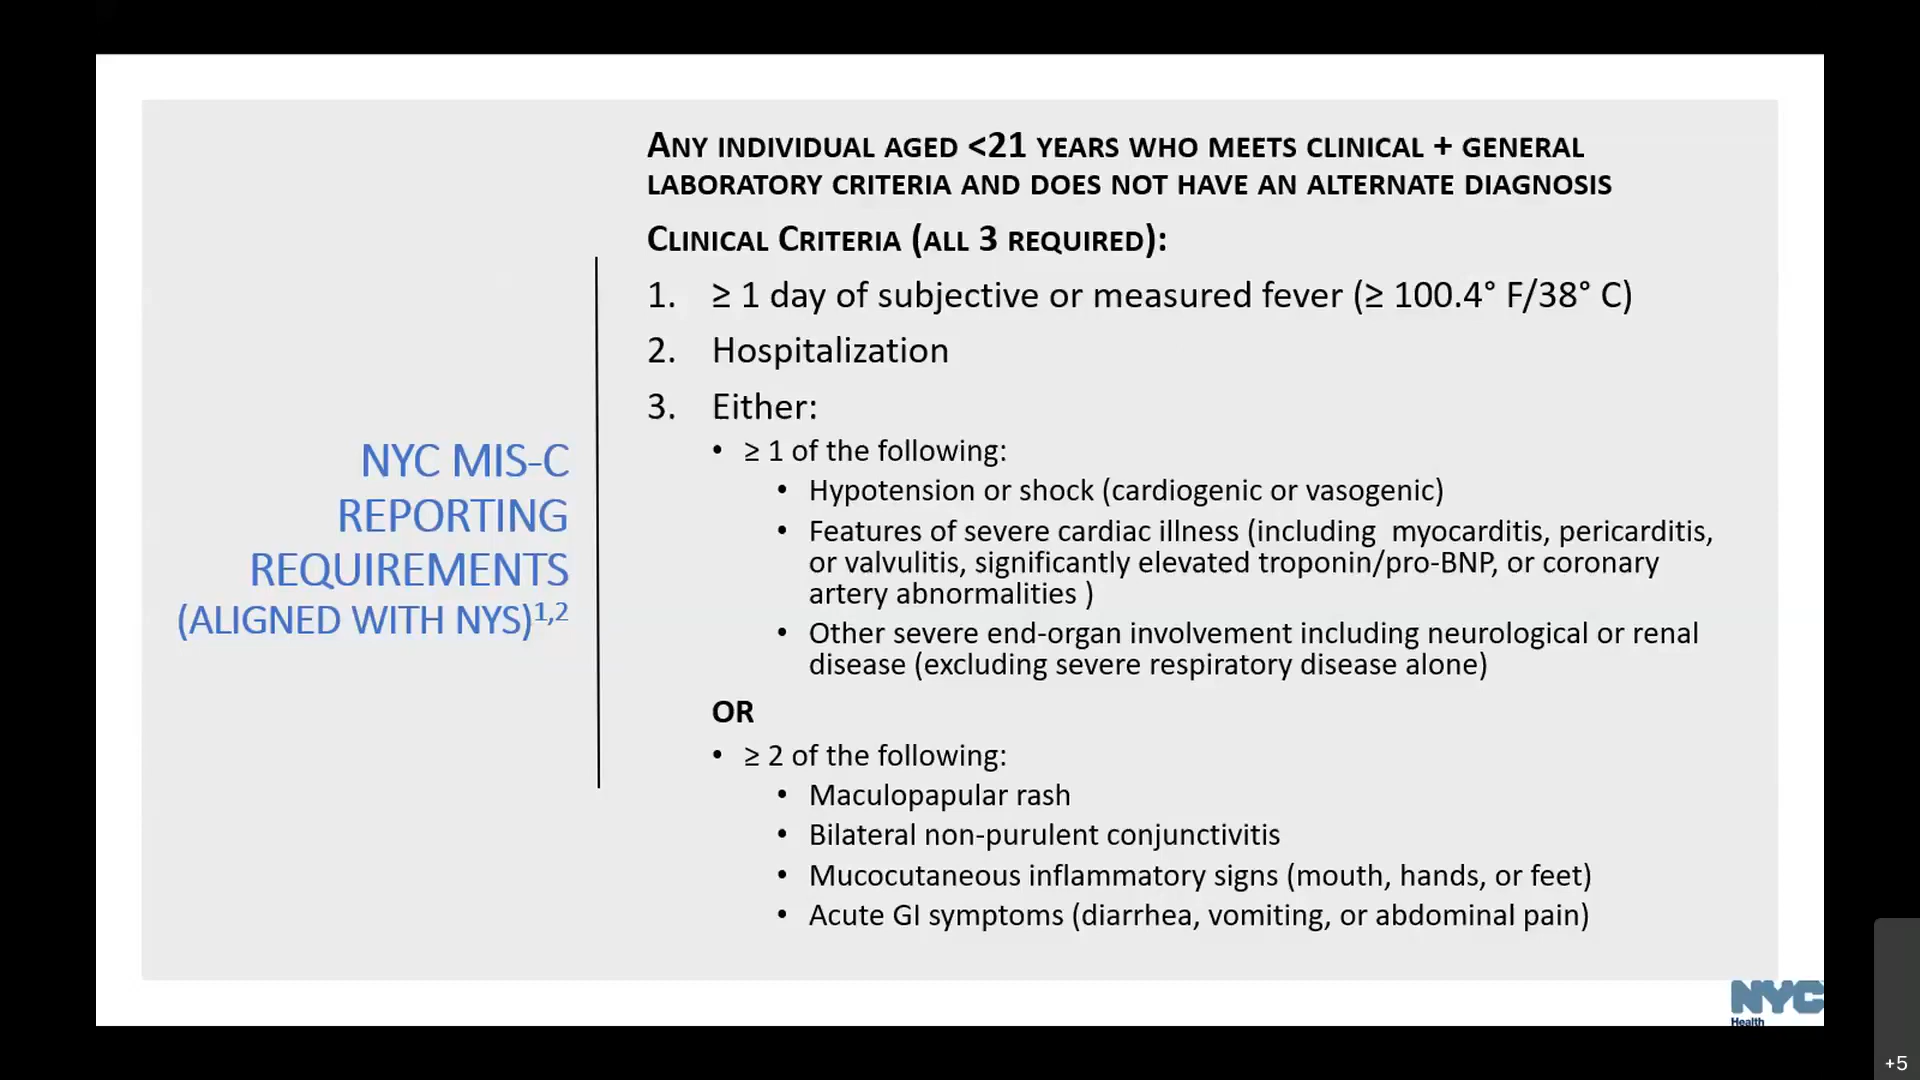 NYC MIS-C
REPORTING
REQUIREMENTS
(ALIGNED WITH NYS)1,2
ANY INDIVIDUAL AGED <21 YEARS WHO MEETS CLINICAL + GENERAL
LABORATORY CRITERIA AND DOES NOT HAVE AN ALTERNATE DIAGNOSIS
CLINICAL CRITERIA (ALL 3 REQUIRED):
1. ≥ 1 day of subjective or measured fever (≥ 100.4° F/38° C)
2. Hospitalization
3. Either:
• ≥ 1 of the following:
• Hypotension or shock (cardiogenic or vasogenic)
• Features of severe cardiac illness (including  myocarditis, pericarditis,
or valvulitis, significantly elevated troponin/pro-BNP, or coronary
artery abnormalities )
• Other severe end-organ involvement including neurological or renal
disease (excluding severe respiratory disease alone)
OR
• ≥ 2 of the following:
• Maculopapular rash
• Bilateral non-purulent conjunctivitis
• Mucocutaneous inflammatory signs (mouth, hands, or feet)
• Acute GI symptoms (diarrhea, vomiting, or abdominal pain)
NYC
Health
+5